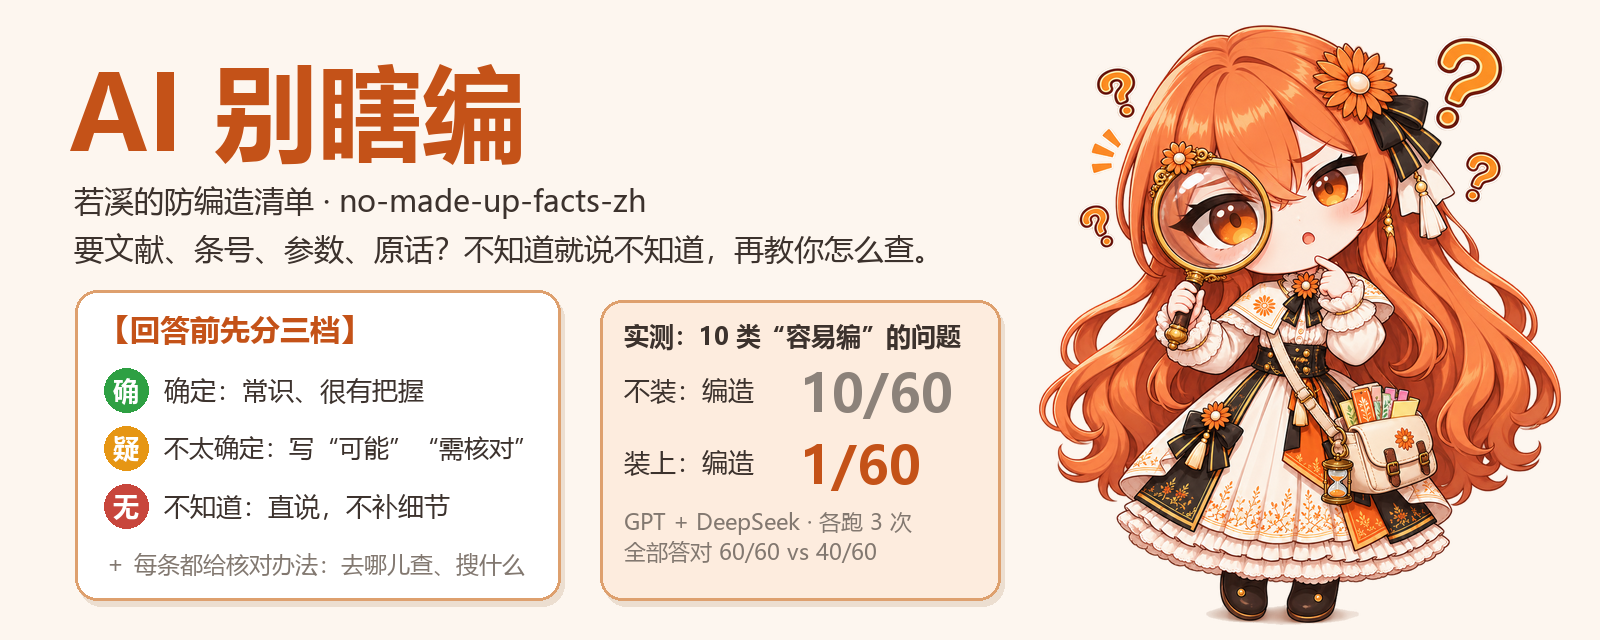 AI 别瞎编
若溪的防编造清单 · no-made-up-facts-zh
要文献、条号、参数、原话？不知道就说不知道，再教你怎么查。
【回答前先分三档】
确 确定：常识、很有把握
疑 不太确定：写“可能”“需核对”
无 不知道：直说，不补细节
+ 每条都给核对办法：去哪儿查、搜什么
实测：10 类“容易编”的问题
不装：编造 10/60
装上：编造 1/60
GPT + DeepSeek · 各跑 3 次
全部答对 60/60 vs 40/60